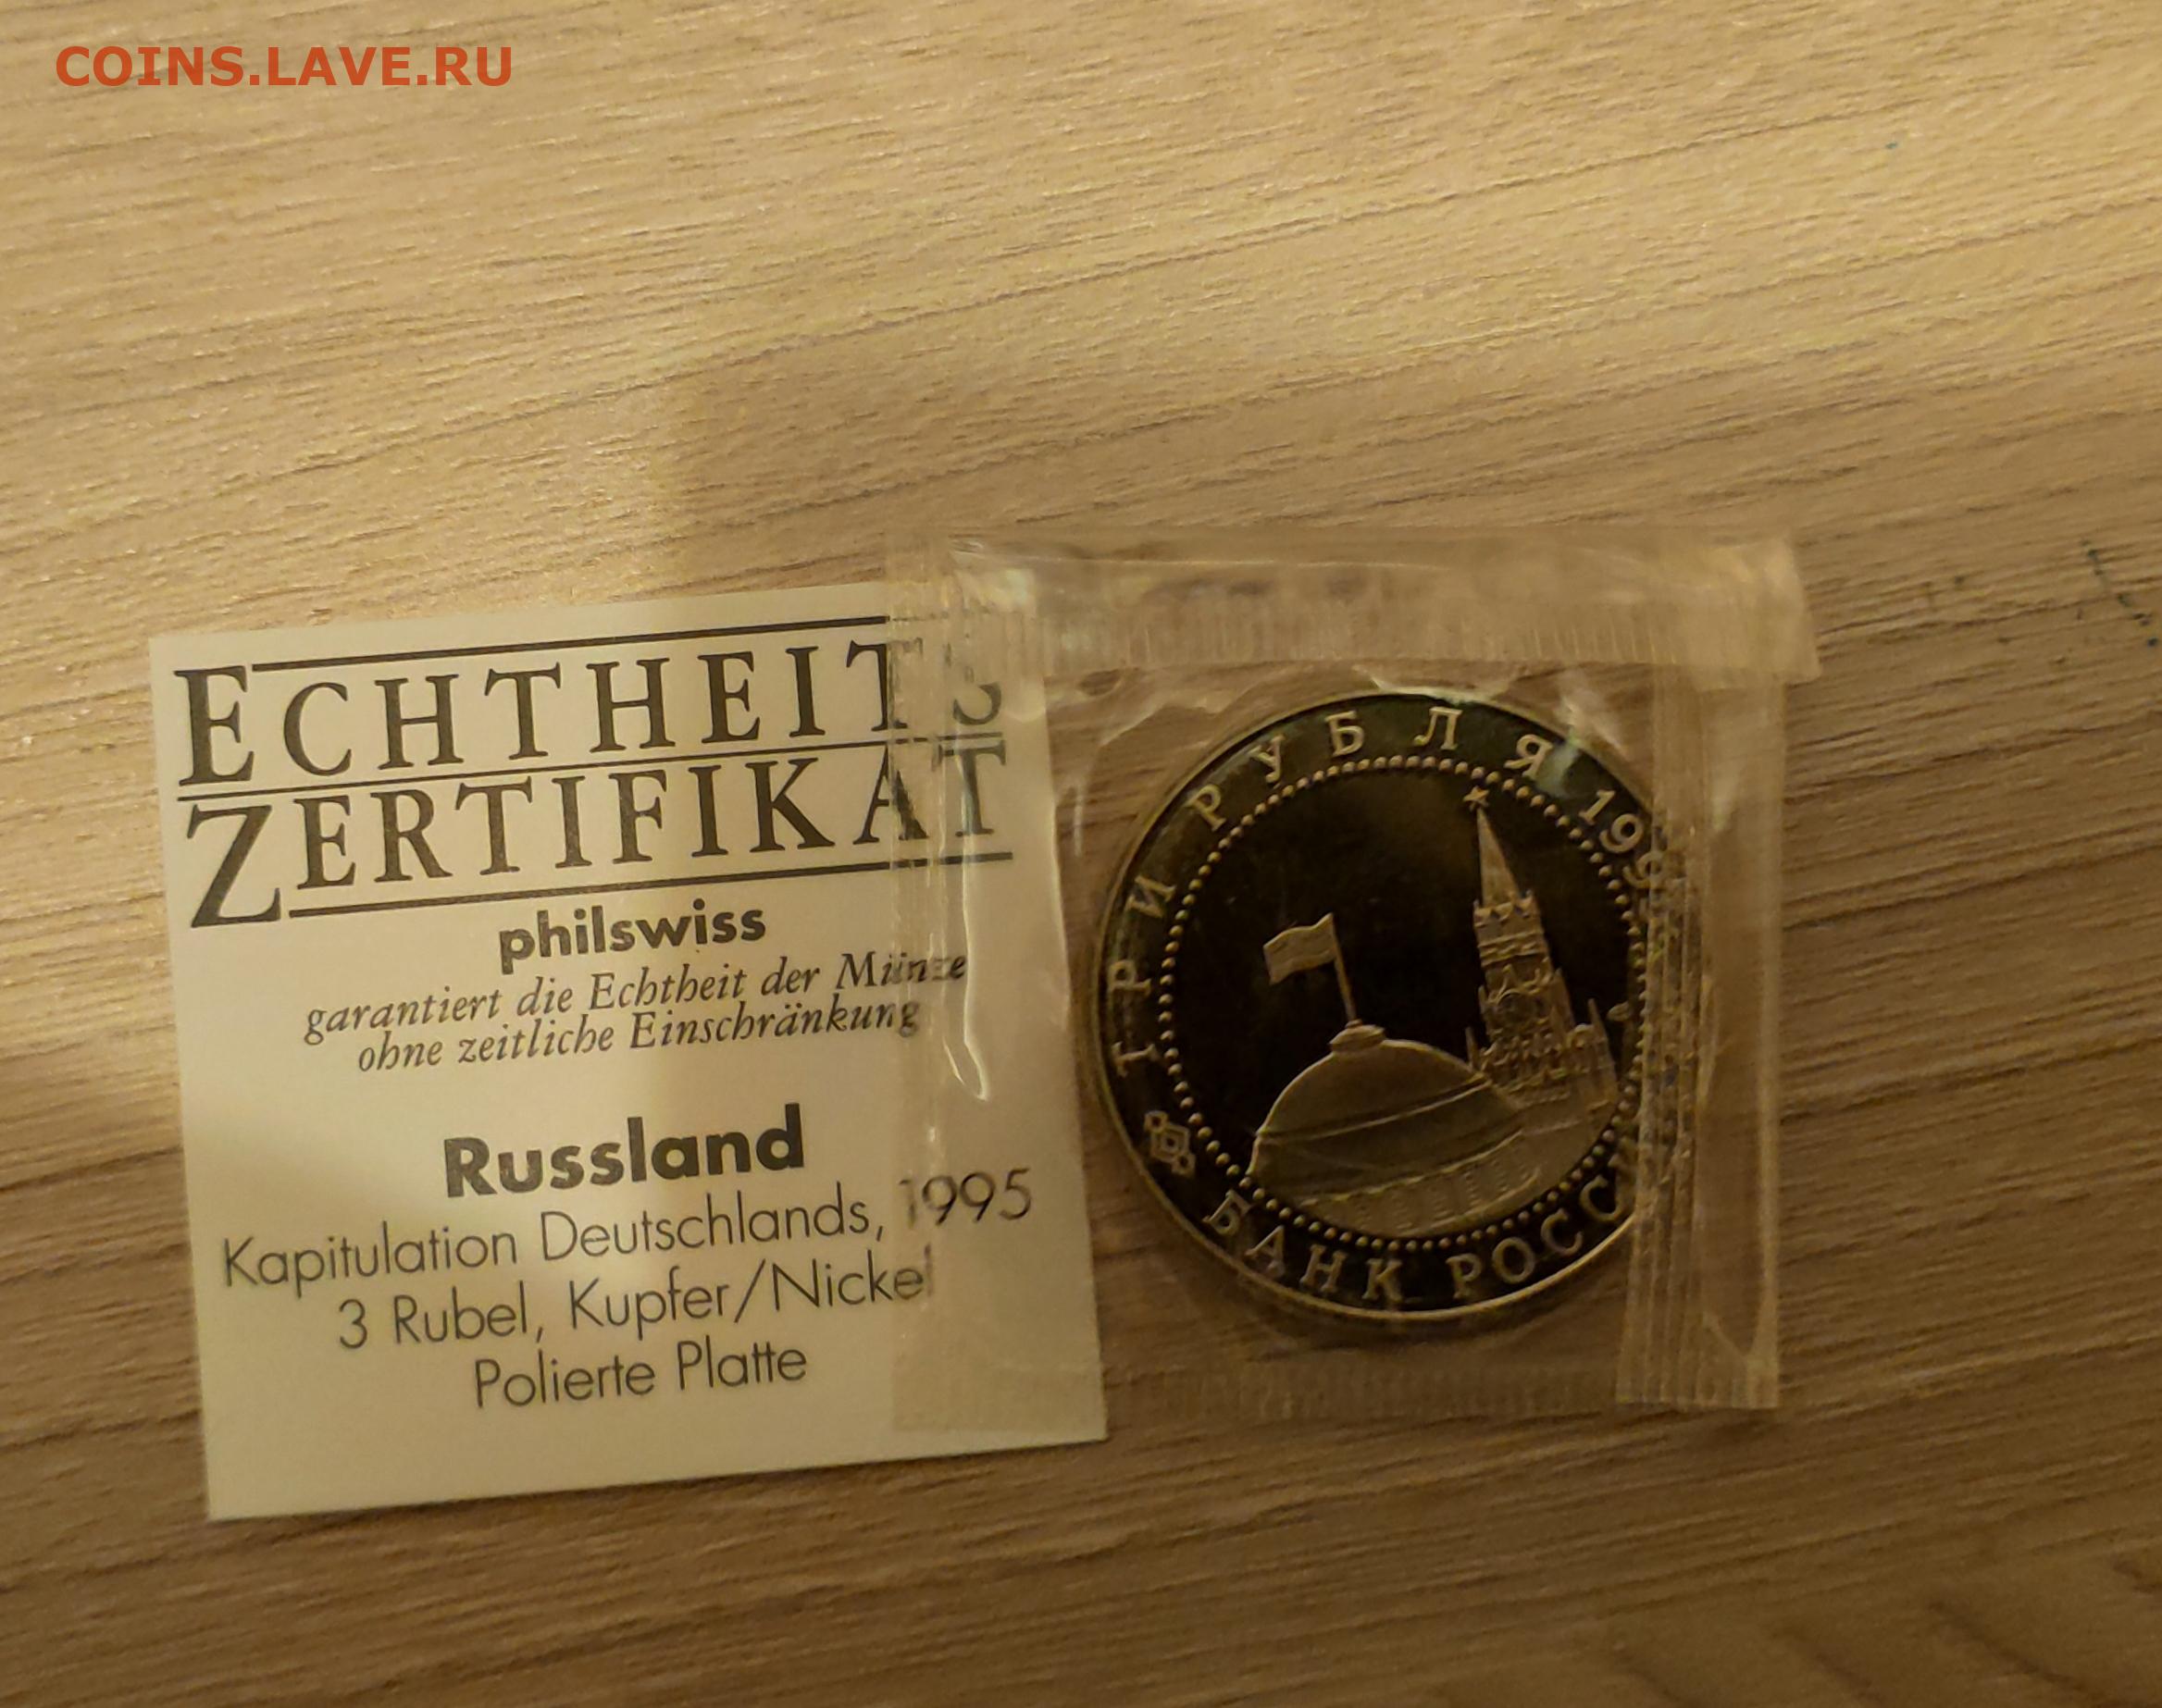 COINS.LAVE.RU
ECHTHEITS
ZERTIFIKAT
philswiss
garantiert die Echtheit der Münze
ohne zeitliche Einschränkung
Russland
Kapitulation Deutschlands, 1995
3 Rubel, Kupfer/Nickel
Polierte Platte
ТРИ РУБЛЯ
БАНК РОССИИ